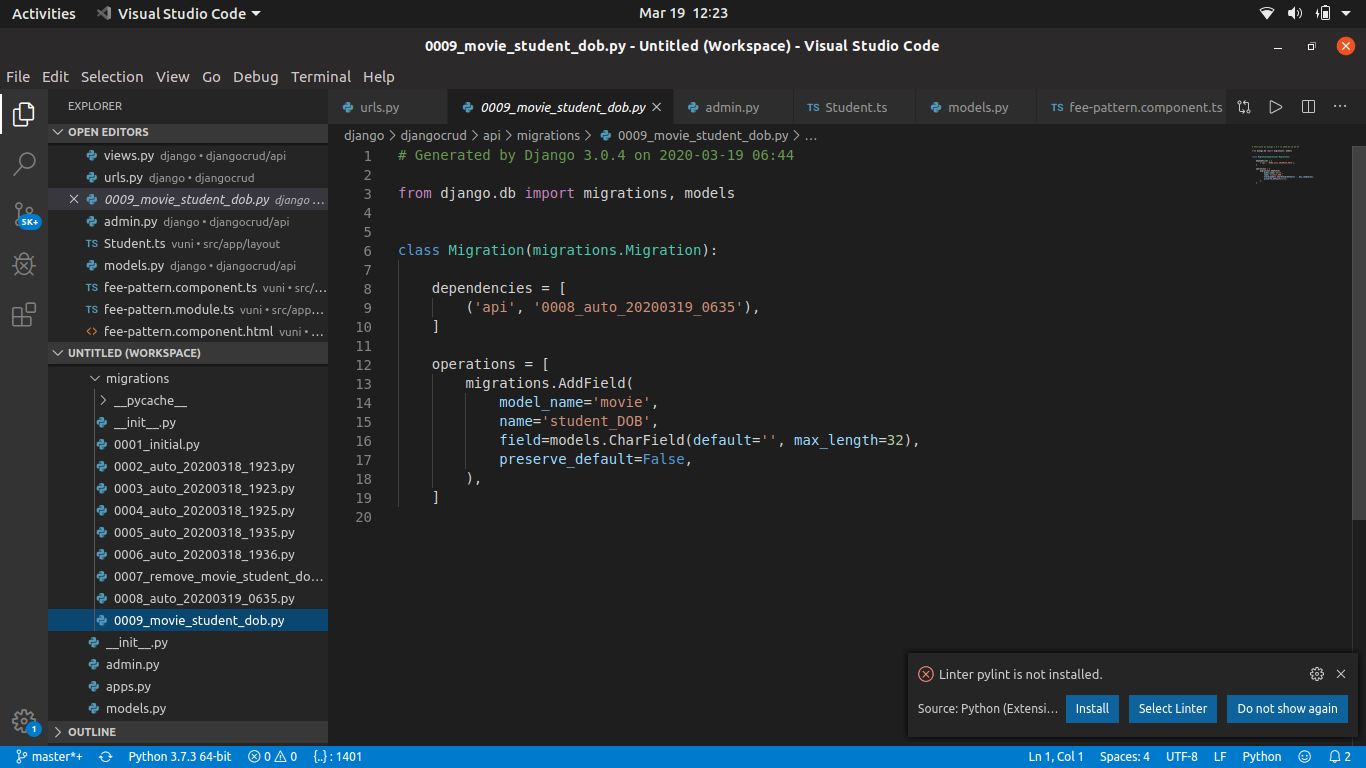 Activities Visual Studio Code Mar 19 12:23
0009_movie_student_dob.py - Untitled (Workspace) - Visual Studio Code
File Edit Selection View Go Debug Terminal Help
EXPLORER
OPEN EDITORS
views.py django • djangocrud/api
urls.py django • djangocrud
0009_movie_student_dob.py django ...
admin.py django • djangocrud/api
Student.ts vuni • src/app/layout
models.py django • djangocrud/api
TS fee-pattern.component.ts vuni • src/...
TS fee-pattern.module.ts vuni • src/app...
<> fee-pattern.component.html vuni • ...
UNTITLED (WORKSPACE)
migrations
__pycache__
__init__.py
0001_initial.py
0002_auto_20200318_1923.py
0003_auto_20200318_1923.py
0004_auto_20200318_1925.py
0005_auto_20200318_1935.py
0006_auto_20200318_1936.py
0007_remove_movie_student_do...
0008_auto_20200319_0635.py
0009_movie_student_dob.py
__init__.py
admin.py
apps.py
models.py
OUTLINE
5K+
1
urls.py 0009_movie_student_dob.py admin.py TS Student.ts models.py TS fee-pattern.component.ts
django > djangocrud > api > migrations > 0009_movie_student_dob.py > ...
1 # Generated by Django 3.0.4 on 2020-03-19 06:44
2
3 from django.db import migrations, models
4
5
6 class Migration(migrations.Migration):
7
8 dependencies = [
9 ('api', '0008_auto_20200319_0635'),
10 ]
11
12 operations = [
13 migrations.AddField(
14 model_name='movie',
15 name='student_DOB',
16 field=models.CharField(default='', max_length=32),
17 preserve_default=False,
18 ),
19 ]
20
Linter pylint is not installed.
Source: Python (Extensi... Install Select Linter Do not show again
master*+ Python 3.7.3 64-bit 0 0 {..} : 1401 Ln 1, Col 1 Spaces: 4 UTF-8 LF Python 2